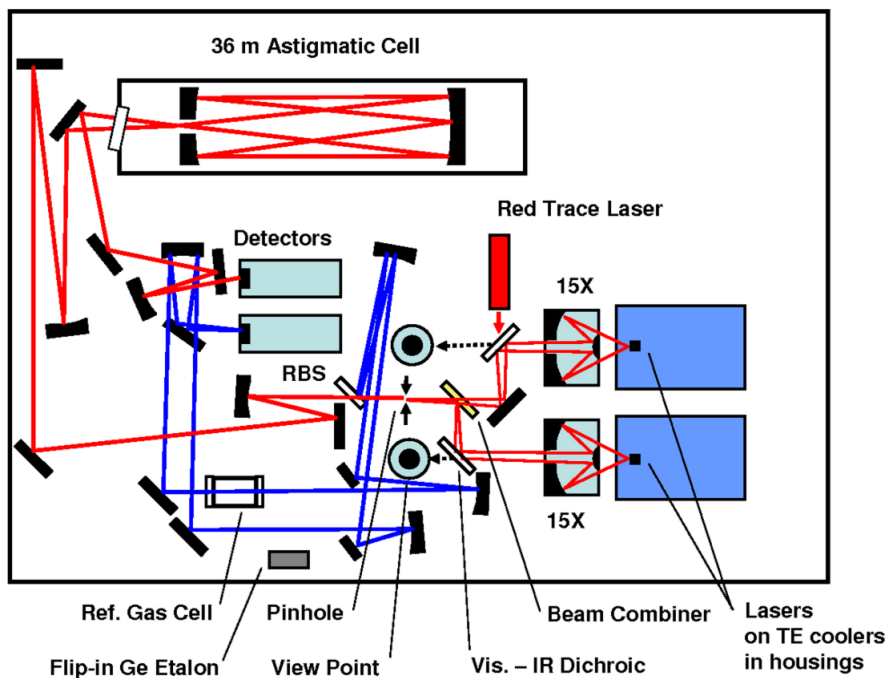 36 m Astigmatic Cell
Red Trace Laser
Detectors
15X
RBS
15X
Ref. Gas Cell
Pinhole
Beam Combiner
Lasers
on TE coolers
in housings
Flip-in Ge Etalon
View Point
Vis. – IR Dichroic